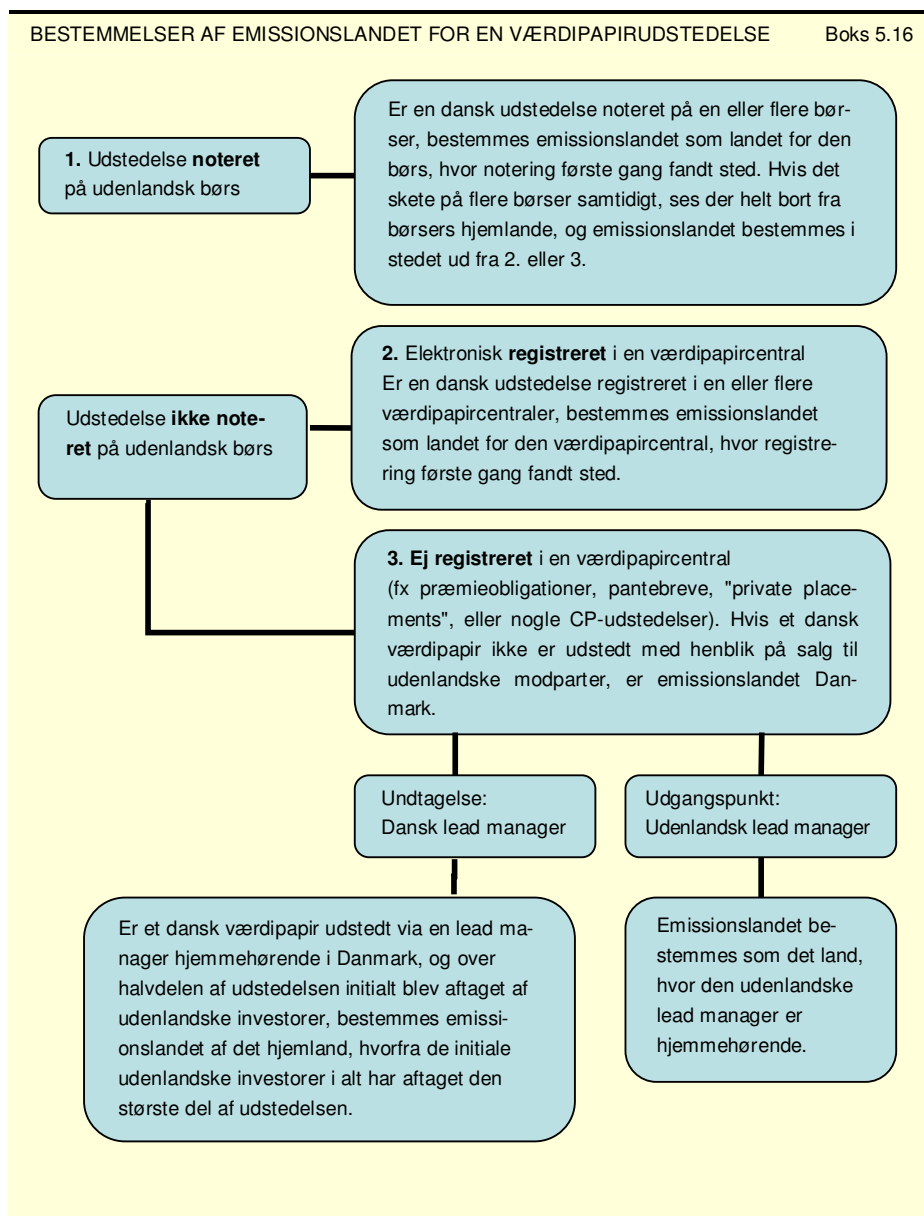 BESTEMMELSER AF EMISSIONSLANDET FOR EN VÆRDIPAPIRUDSTEDELSE Boks 5.16
1. Udstedelse noteret
på udenlandsk børs
Er en dansk udstedelse noteret på en eller flere bør-
ser, bestemmes emissionslandet som landet for den
børs, hvor notering første gang fandt sted. Hvis det
skete på flere børser samtidigt, ses der helt bort fra
børsers hjemlande, og emissionslandet bestemmes i
stedet ud fra 2. eller 3.
Udstedelse ikke note-
ret på udenlandsk børs
2. Elektronisk registreret i en værdipapircentral
Er en dansk udstedelse registreret i en eller flere
værdipapircentraler, bestemmes emissionslandet
som landet for den værdipapircentral, hvor registre-
ring første gang fandt sted.
3. Ej registreret i en værdipapircentral
(fx præmieobligationer, pantebreve, "private place-
ments", eller nogle CP-udstedelser). Hvis et dansk
værdipapir ikke er udstedt med henblik på salg til
udenlandske modparter, er emissionslandet Dan-
mark.
Undtagelse:
Dansk lead manager
Udgangspunkt:
Udenlandsk lead manager
Er et dansk værdipapir udstedt via en lead ma-
nager hjemmehørende i Danmark, og over
halvdelen af udstedelsen initialt blev aftaget af
udenlandske investorer, bestemmes emissi-
onslandet af det hjemland, hvorfra de initiale
udenlandske investorer i alt har aftaget den
største del af udstedelsen.
Emissionslandet be-
stemmes som det land,
hvor den udenlandske
lead manager er
hjemmehørende.